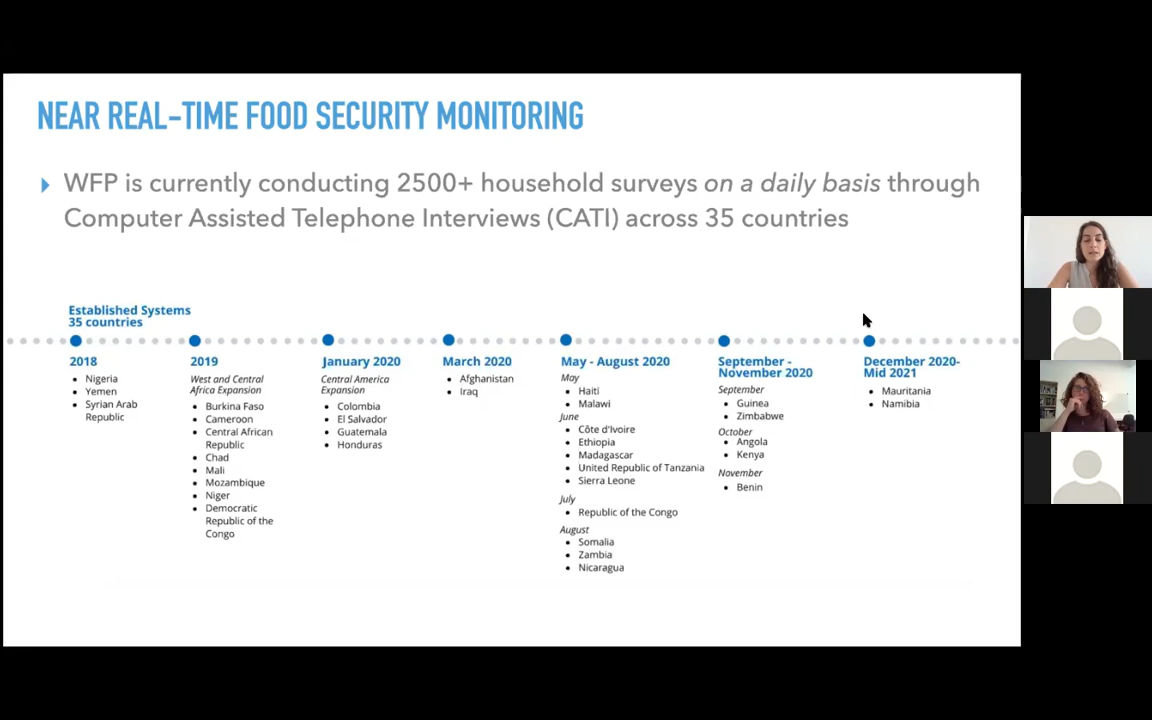 NEAR REAL-TIME FOOD SECURITY MONITORING
WFP is currently conducting 2500+ household surveys on a daily basis through
Computer Assisted Telephone Interviews (CATI) across 35 countries
Established Systems
35 countries
2018
Nigeria
Yemen
Syrian Arab
Republic
2019
West and Central
Africa Expansion
Burkina Faso
Cameroon
Central African
Republic
Chad
Mali
Mozambique
Niger
Democratic
Republic of the
Congo
January 2020
Central America
Expansion
Colombia
El Salvador
Guatemala
Honduras
March 2020
Afghanistan
Iraq
May - August 2020
May
Haiti
Malawi
June
Côte d'Ivoire
Ethiopia
Madagascar
United Republic of Tanzania
Sierra Leone
July
Republic of the Congo
August
Somalia
Zambia
Nicaragua
September -
November 2020
September
Guinea
Zimbabwe
October
Angola
Kenya
November
Benin
December 2020-
Mid 2021
Mauritania
Namibia